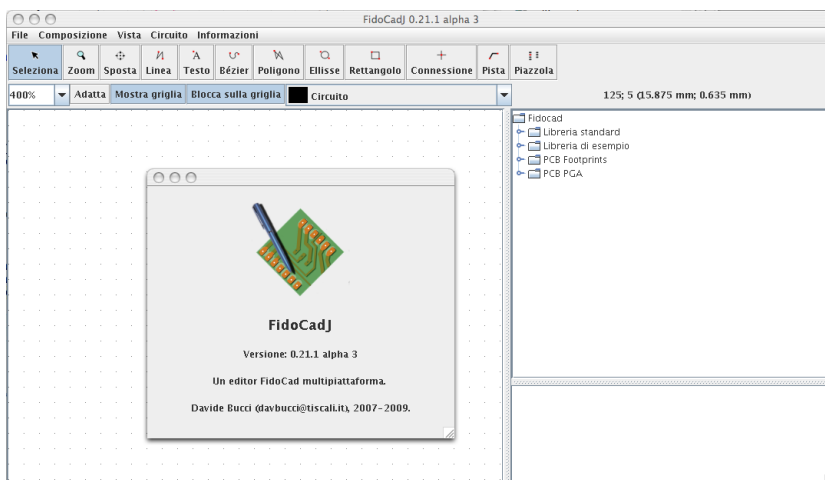 FidoCadJ 0.21.1 alpha 3
File Composizione Vista Circuito Informazioni
Seleziona Zoom Sposta Linea Testo Bézier Poligono Ellisse Rettangolo Connessione Pista Piazzola
400% Adatta Mostra griglia Blocca sulla griglia Circuito 125; 5 (15.875 mm; 0.635 mm)
Fidocad
Libreria standard
Libreria di esempio
PCB Footprints
PCB PGA
FidoCadJ
Versione: 0.21.1 alpha 3
Un editor FidoCad multipiattaforma.
Davide Bucci (davbucci@tiscali.it), 2007-2009.